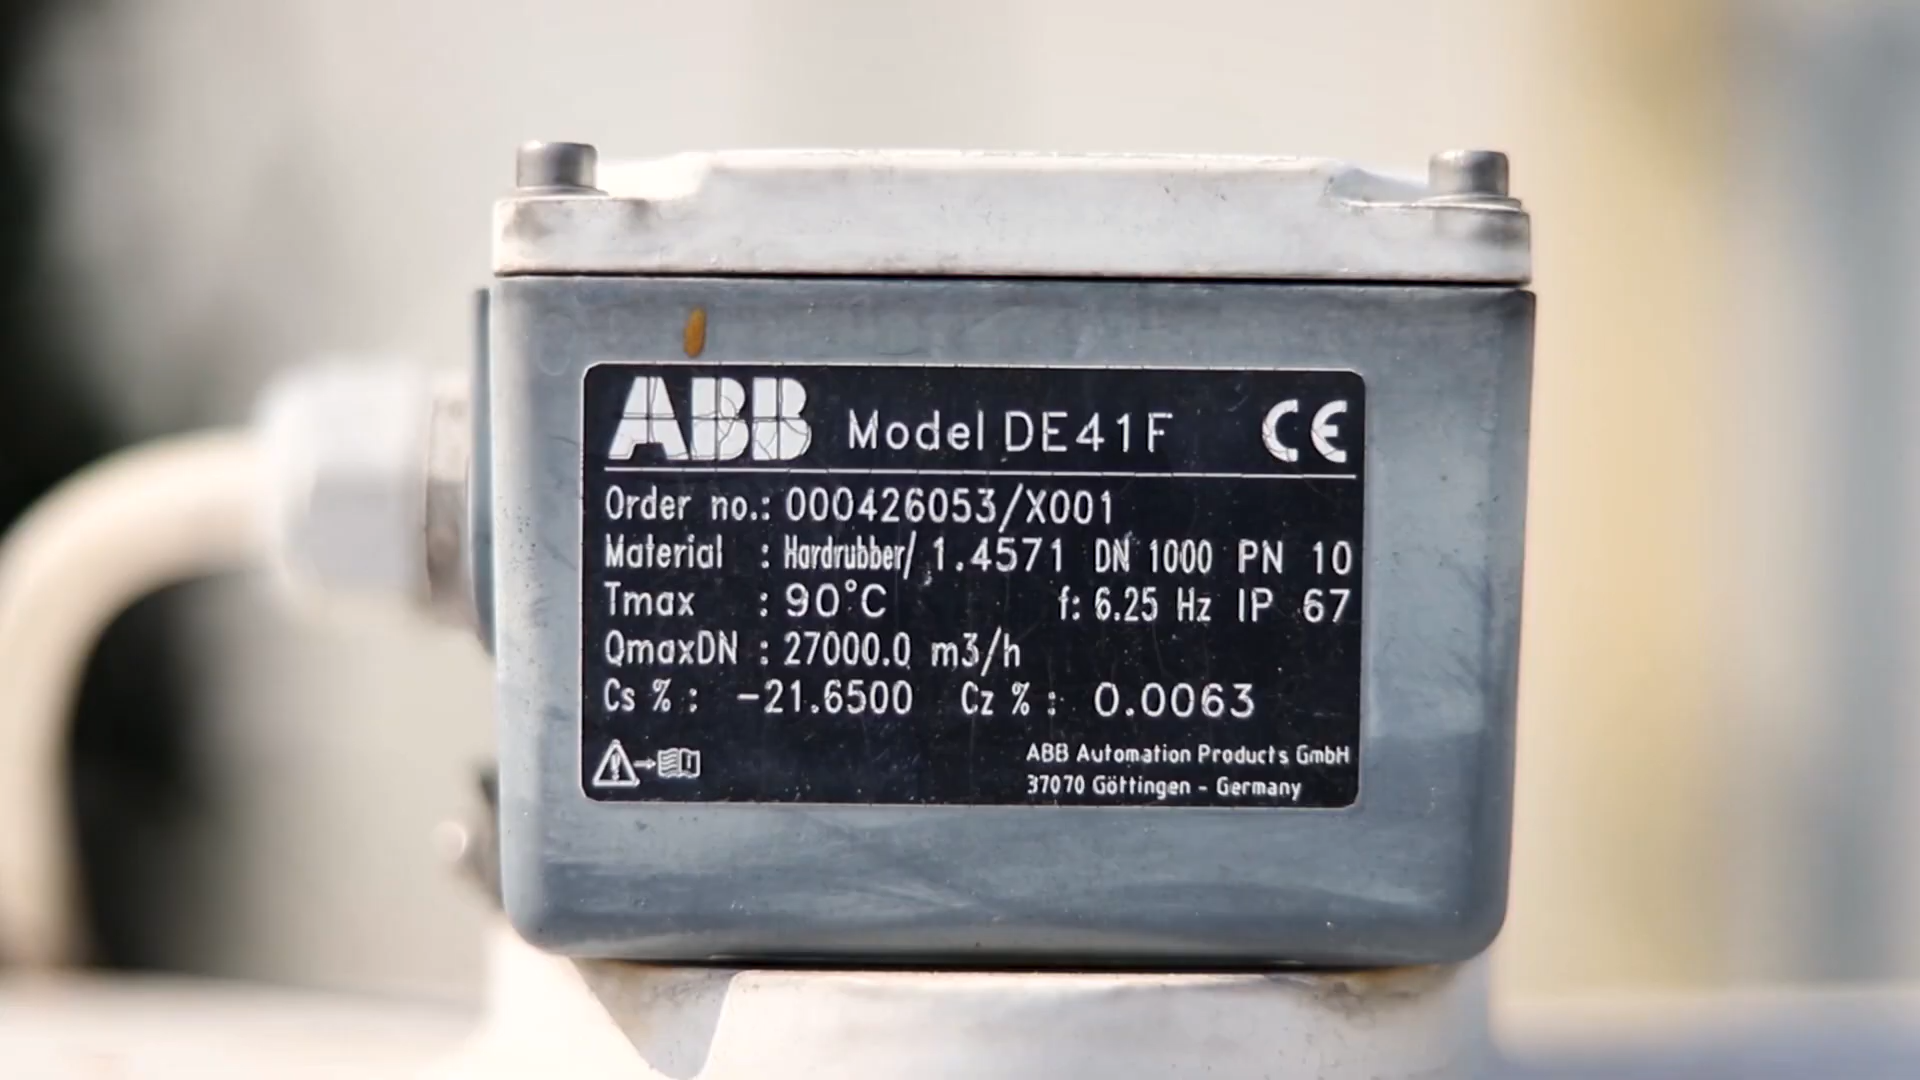 ABB Model DE41F CE
Order no.: 000426053/X001
Material : Hardrubber/ 1.4571 DN 1000 PN 10
Tmax : 90°C f: 6.25 Hz IP 67
QmaxDN : 27000.0 m3/h
Cs % : -21.6500 Cz % : 0.0063
ABB Automation Products GmbH
37070 Göttingen - Germany